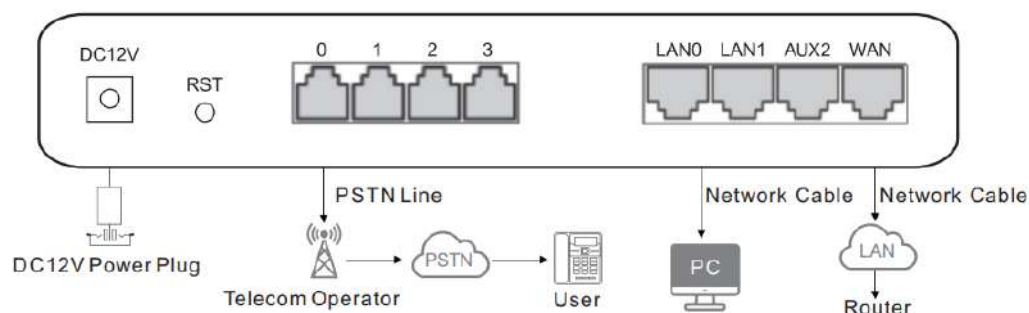 DC12V
RST
0 1 2 3
LAN0 LAN1 AUX2 WAN
PSTN Line
Network Cable
Network Cable
DC12V Power Plug
PSTN
PC
LAN
Telecom Operator
User
Router